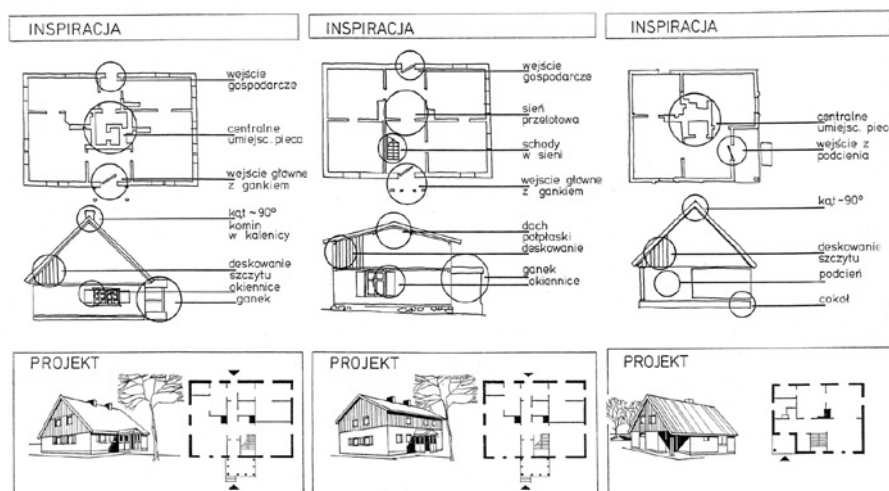 INSPIRACJA
wejście
gospodarcze
centralne
umiejsc. pieca
wejście główne
z gankiem
kąt ~ 90°
komin
w kalenicy
deskowanie
szczytu
okiennice
ganek
PROJEKT
INSPIRACJA
wejście
gospodarcze
sień
przelotowa
schody
w sieni
wejście główne
z gankiem
dach
półpłaski
deskowanie
ganek
okiennice
PROJEKT
INSPIRACJA
centralne
umiejsc. pieca
wejście z
podcienia
kąt ~90°
deskowanie
szczytu
podcień
cokół
PROJEKT